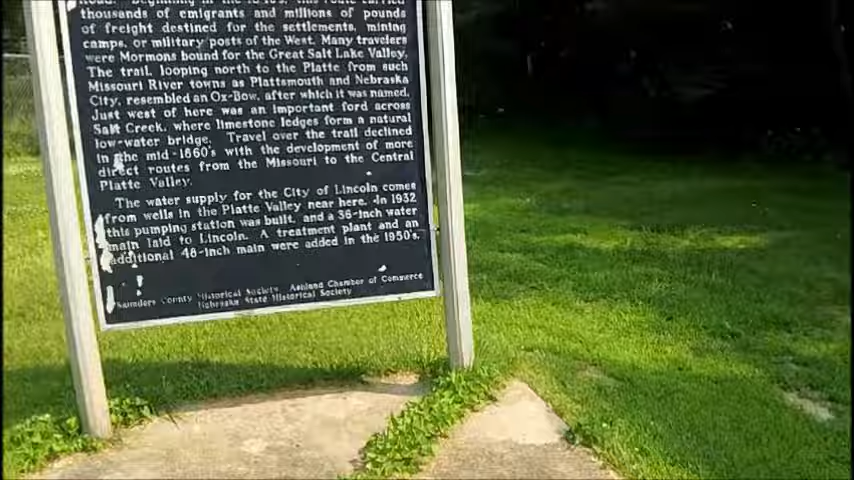 Road. Beginning in the 1840's, this route carried
thousands of emigrants and millions of pounds
of freight destined for the settlements, mining
camps, or military posts of the West. Many travelers
were Mormons bound for the Great Salt Lake Valley.
The trail, looping north to the Platte from such
Missouri River towns as Plattsmouth and Nebraska
City, resembled an Ox-Bow, after which it was named.
Just west of here was an important ford across
Salt Creek, where limestone ledges form a natural
low-water bridge. Travel over the trail declined
in the mid-1860's with the development of more
direct routes from the Missouri to the Central
Platte Valley.
The water supply for the City of Lincoln comes
from wells in the Platte Valley near here. In 1932
this pumping station was built, and a 36-inch water
main laid to Lincoln. A treatment plant and an
additional 48-inch main were added in the 1950's.
Saunders County Historical Society Ashland Chamber of Commerce
Nebraska State Historical Society